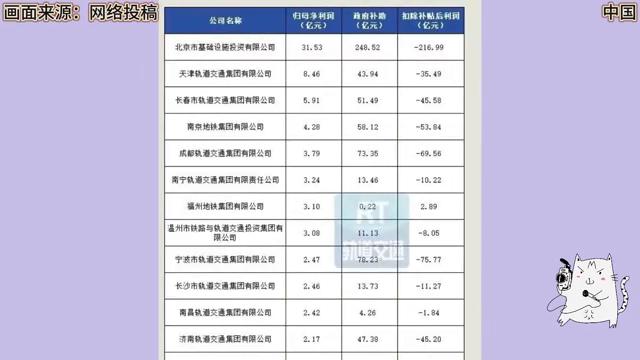 画面来源：网络投稿
中国
公司名称 归母净利润（亿元） 政府补助（亿元） 扣除补贴后利润（亿元）
北京市基础设施投资有限公司 31.53 248.52 -216.99
天津轨道交通集团有限公司 8.46 43.94 -35.49
长春市轨道交通集团有限公司 5.91 51.49 -45.58
南京地铁集团有限公司 4.28 58.12 -53.84
成都轨道交通集团有限公司 3.79 73.35 -69.56
南宁轨道交通集团有限责任公司 3.24 13.46 -10.22
福州地铁集团有限公司 3.10 0.22 2.89
温州市铁路与轨道交通投资集团有限公司 3.08 11.13 -8.05
宁波市轨道交通集团有限公司 2.47 78.23 -75.77
长沙市轨道交通集团有限公司 2.46 13.73 -11.27
南昌轨道交通集团有限公司 2.42 4.26 -1.84
济南轨道交通集团有限公司 2.17 47.38 -45.20
RT
轨道交通